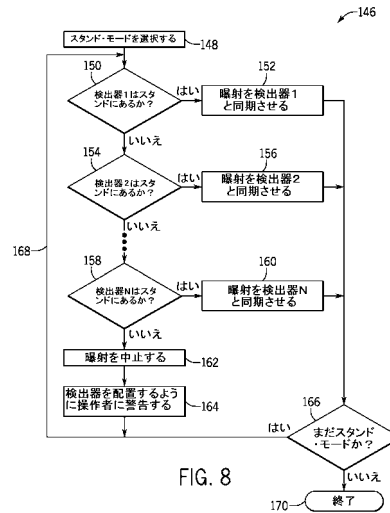 146
スタンド・モードを選択する
148
150
検出器1はスタ
ンドにあるか？
はい
152
曝射を検出器1
と同期させる
いいえ
154
検出器2はスタ
ンドにあるか？
はい
156
曝射を検出器2
と同期させる
いいえ
168
158
検出器Nはスタ
ンドにあるか？
はい
160
曝射を検出器N
と同期させる
いいえ
曝射を中止する
162
検出器を配置するよう
に操作者に警告する
164
はい
166
まだスタンド
・モードか？
いいえ
FIG. 8
170
終了